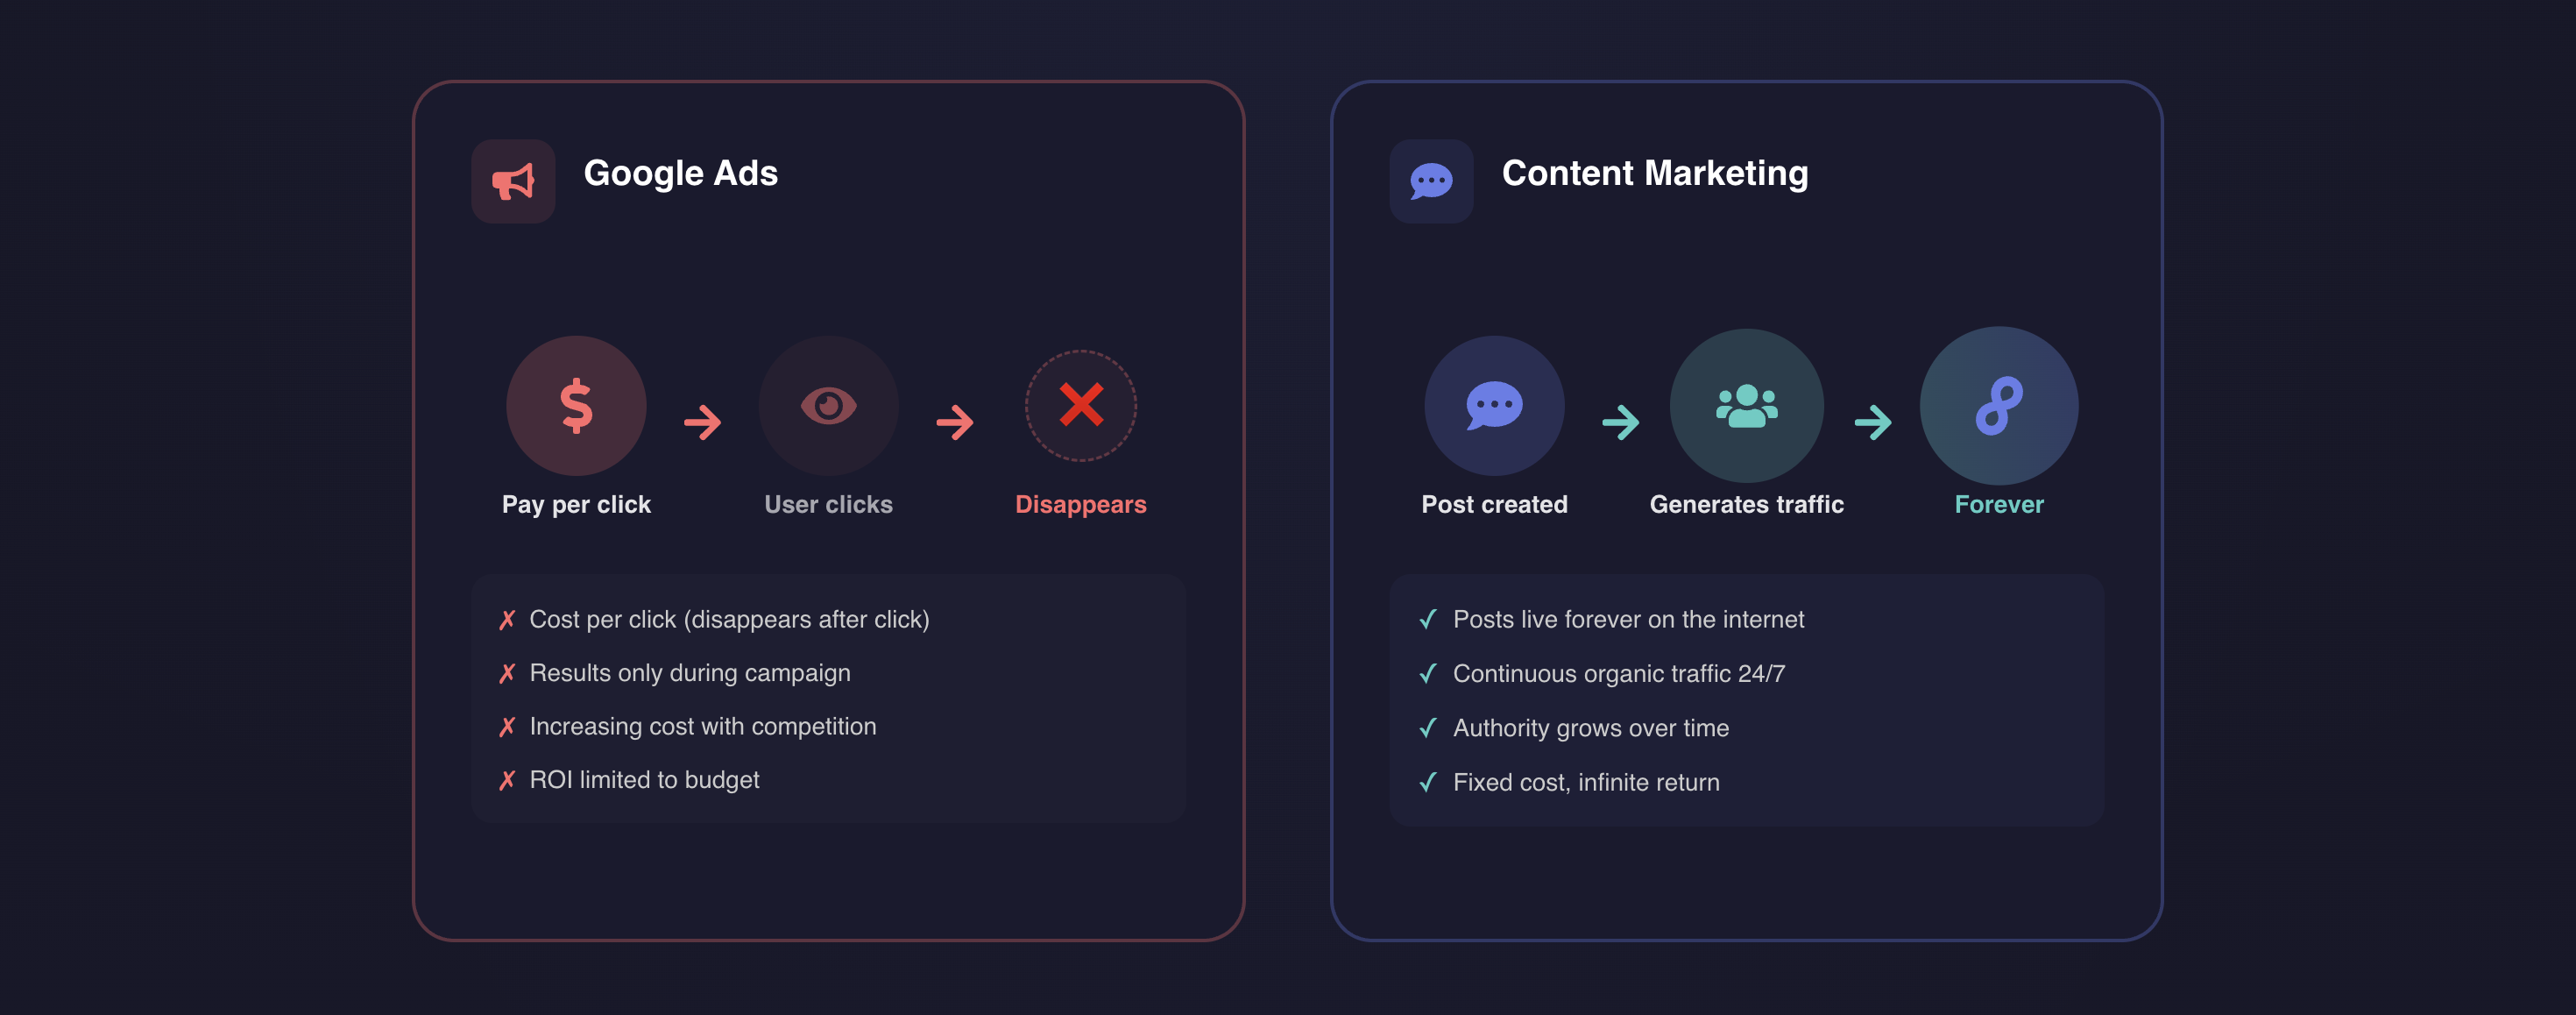 Google Ads
Pay per click
User clicks
Disappears
✗ Cost per click (disappears after click)
✗ Results only during campaign
✗ Increasing cost with competition
✗ ROI limited to budget
Content Marketing
Post created
Generates traffic
Forever
✓ Posts live forever on the internet
✓ Continuous organic traffic 24/7
✓ Authority grows over time
✓ Fixed cost, infinite return